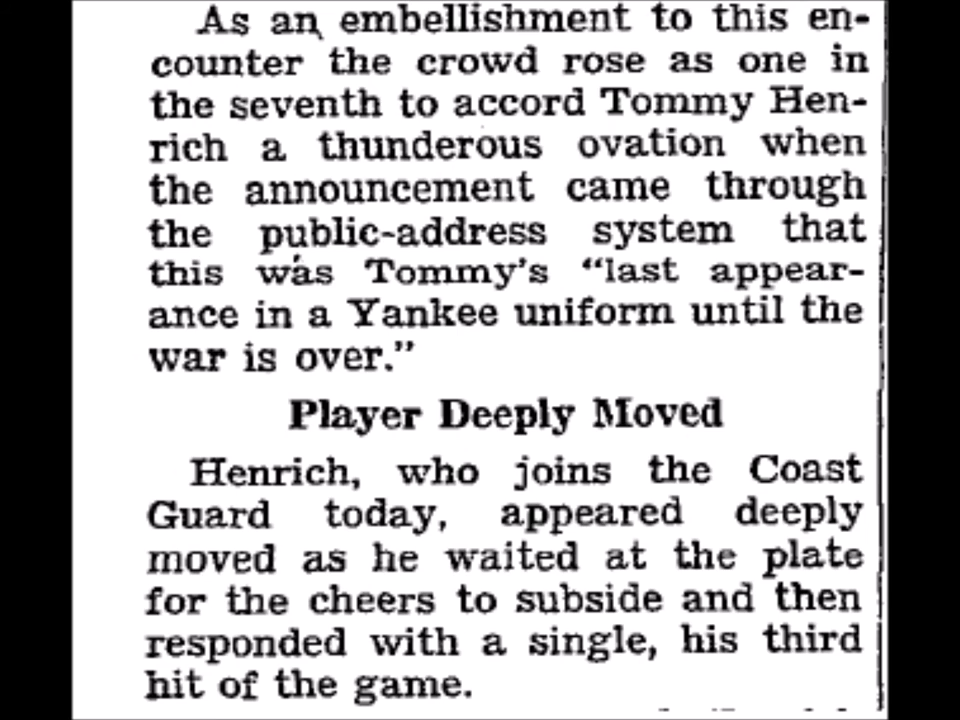 As an embellishment to this en-
counter the crowd rose as one in
the seventh to accord Tommy Hen-
rich a thunderous ovation when
the announcement came through
the public-address system that
this was Tommy's "last appear-
ance in a Yankee uniform until the
war is over."
Player Deeply Moved
Henrich, who joins the Coast
Guard today, appeared deeply
moved as he waited at the plate
for the cheers to subside and then
responded with a single, his third
hit of the game.